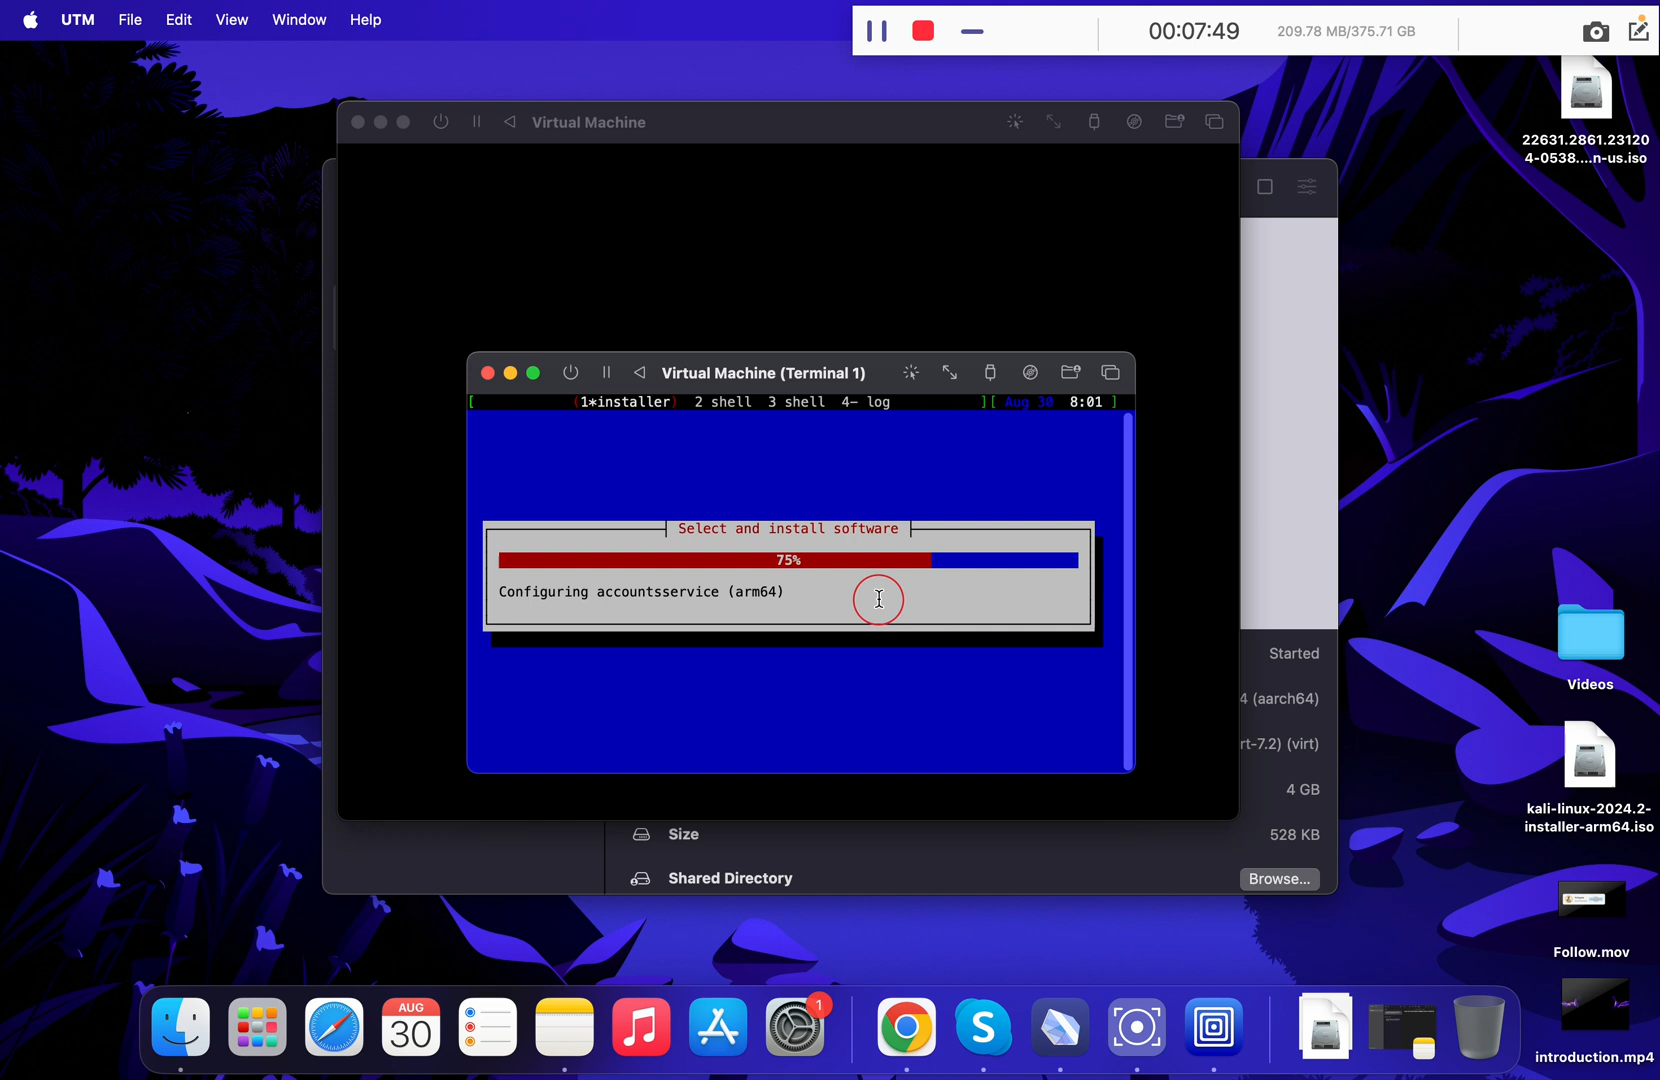 UTM File Edit View Window Help
00:07:49 209.78 MB/375.71 GB
22631.2861.23120
4-0538....n-us.iso
Virtual Machine
Virtual Machine (Terminal 1)
[ (1*installer) 2 shell 3 shell 4- log ][ Aug 30 8:01 ]
Select and install software
75%
Configuring accountsservice (arm64)
Started
4 (aarch64)
rt-7.2) (virt)
4 GB
Size 528 KB
Shared Directory Browse...
Videos
kali-linux-2024.2-
installer-arm64.iso
Follow.mov
introduction.mp4
AUG
30
1
S